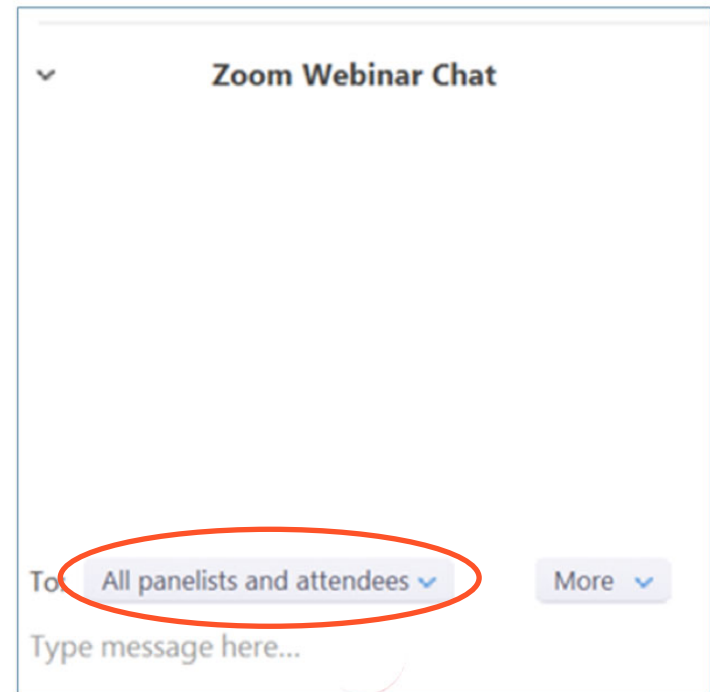 Zoom Webinar Chat
To: All panelists and attendees More
Type message here...